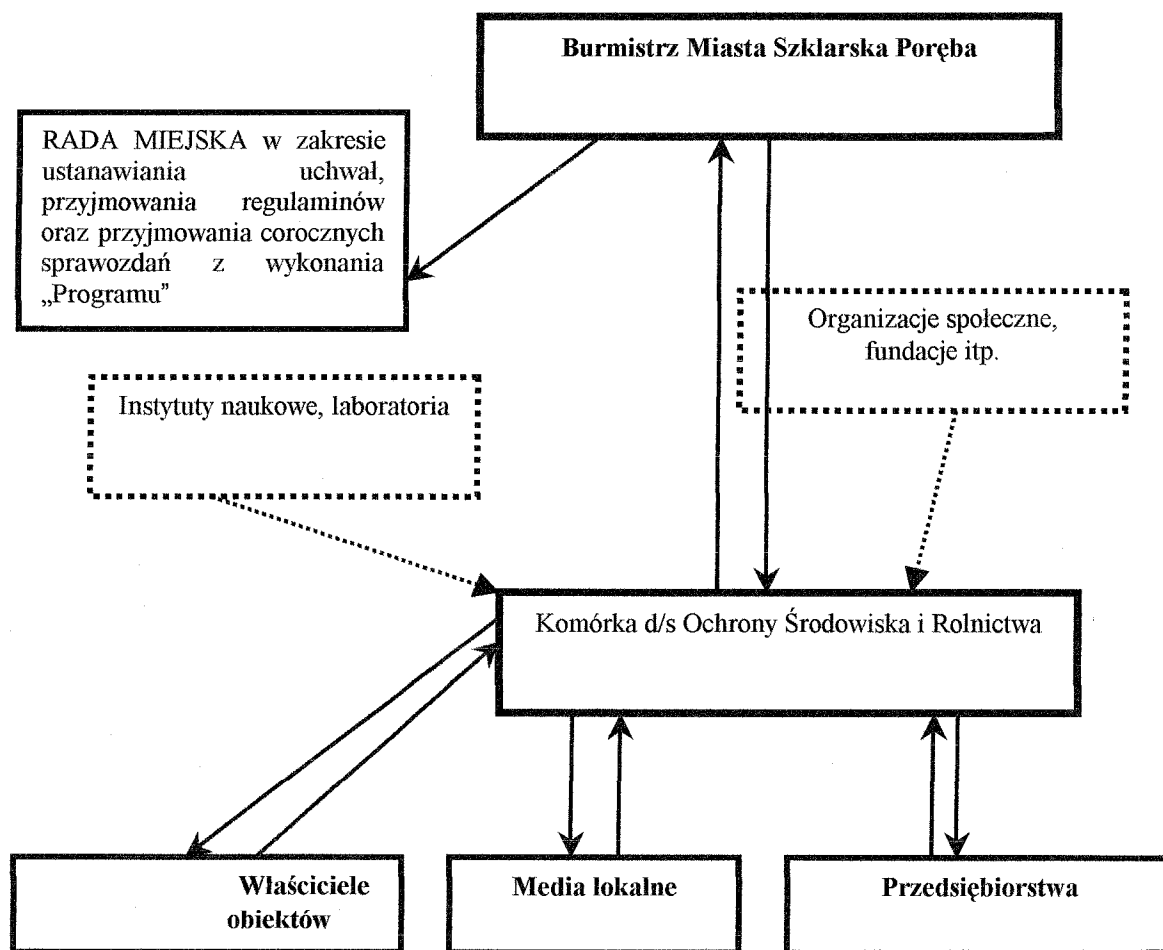 Burmistrz Miasta Szklarska Poręba
RADA MIEJSKA w zakresie
ustanawiania uchwał,
przyjmowania regulaminów
oraz przyjmowania corocznych
sprawozdań z wykonania
„Programu”
Organizacje społeczne,
fundacje itp.
Instytuty naukowe, laboratoria
Komórka d/s Ochrony Środowiska i Rolnictwa
Właściciele
obiektów
Media lokalne
Przedsiębiorstwa